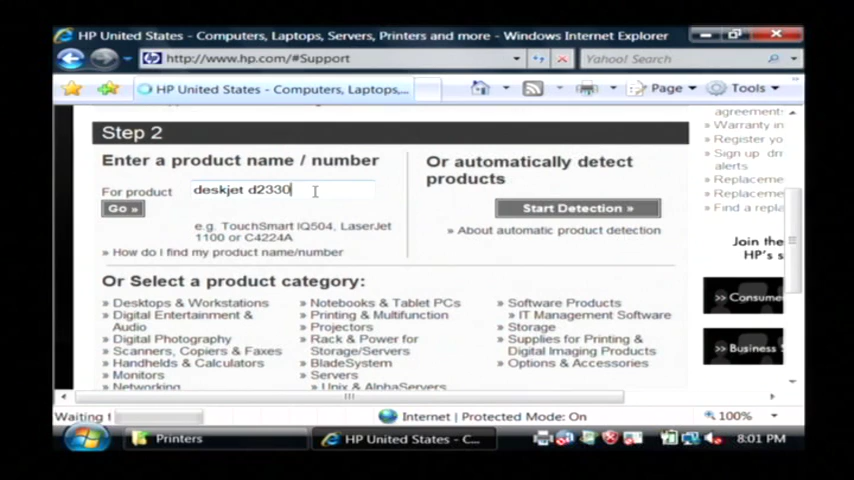 HP United States - Computers, Laptops, Servers, Printers and more - Windows Internet Explorer
http://www.hp.com/#Support
Yahoo! Search
HP United States - Computers, Laptops,...
Page
Tools
agreements
» Warranty in
» Register yo
» Sign up dri
alerts
» Replaceme
» Replaceme
» Find a repla
Step 2
Enter a product name / number
For product
deskjet d2330
Go »
e.g. TouchSmart IQ504, LaserJet
1100 or C4224A
» How do I find my product name/number
Or automatically detect
products
Start Detection »
» About automatic product detection
Join the
HP's s
>> Consume
>> Business S
Or Select a product category:
» Desktops & Workstations
» Digital Entertainment &
Audio
» Digital Photography
» Scanners, Copiers & Faxes
» Handhelds & Calculators
» Monitors
» Networking
» Notebooks & Tablet PCs
» Printing & Multifunction
» Projectors
» Rack & Power for
Storage/Servers
» BladeSystem
» Servers
» Unix & AlphaServers
» Software Products
» IT Management Software
» Storage
» Supplies for Printing &
Digital Imaging Products
» Options & Accessories
Waiting f
Internet | Protected Mode: On
100%
Printers
HP United States - C...
8:01 PM